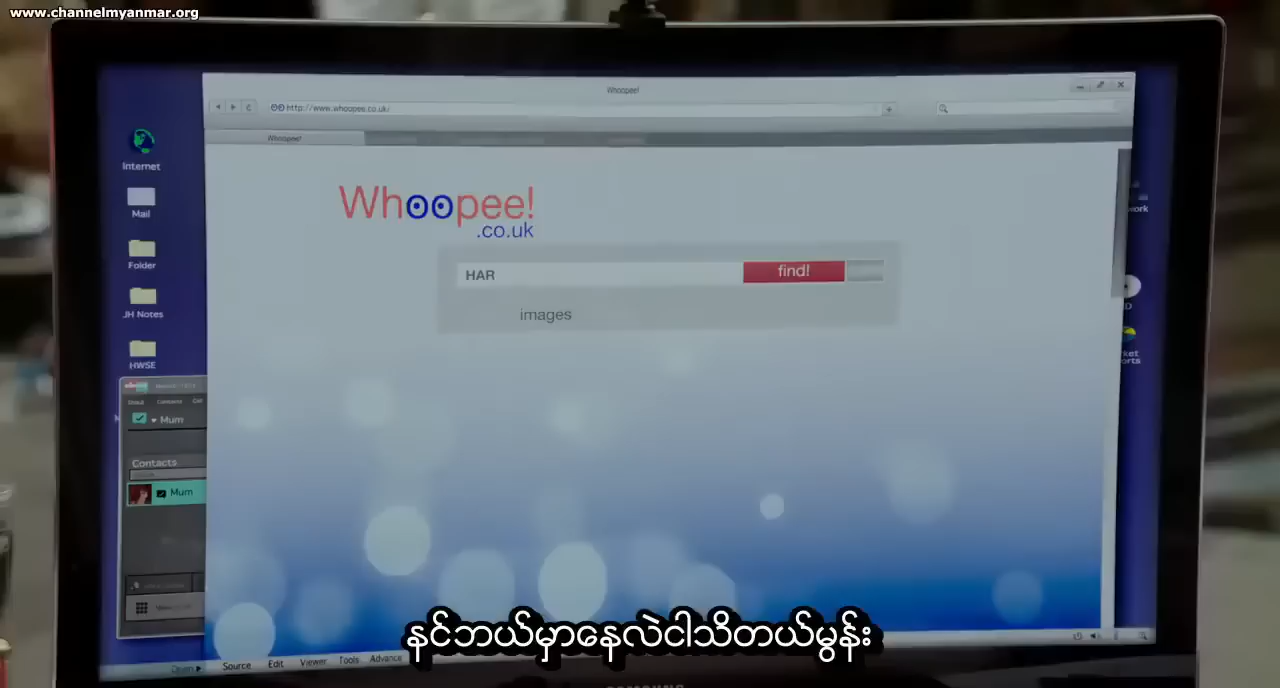 www.channelmyanmar.org
Whoopee!
http://www.whoopee.co.uk/
Whoopee!
Internet
Mail
Folder
JH Notes
HWSE
Whoopee!
.co.uk
HAR
find!
images
Mum
Contacts
Mum
နင်ဘယ်မှာနေလဲငါသိတယ်မွန်း
Source Edit Viewer Tools Advance